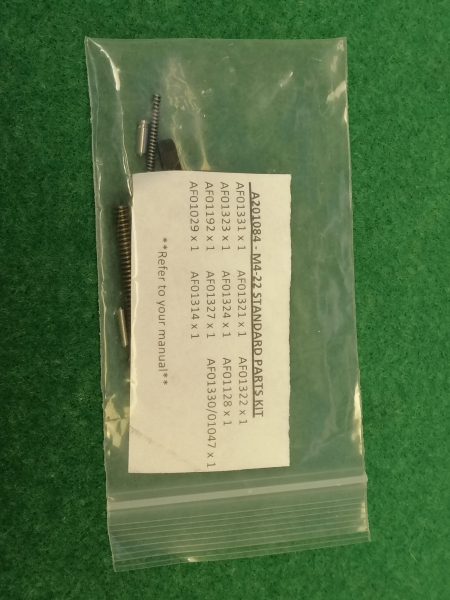 A201084 - M4-22 STANDARD PARTS KIT
AF01331 x 1 AF01321 x 1 AF01322 x 1
AF01323 x 1 AF01324 x 1 AF01128 x 1
AF01192 x 1 AF01327 x 1 AF01330/01047 x 1
AF01029 x 1 AF01314 x 1
**Refer to your manual**